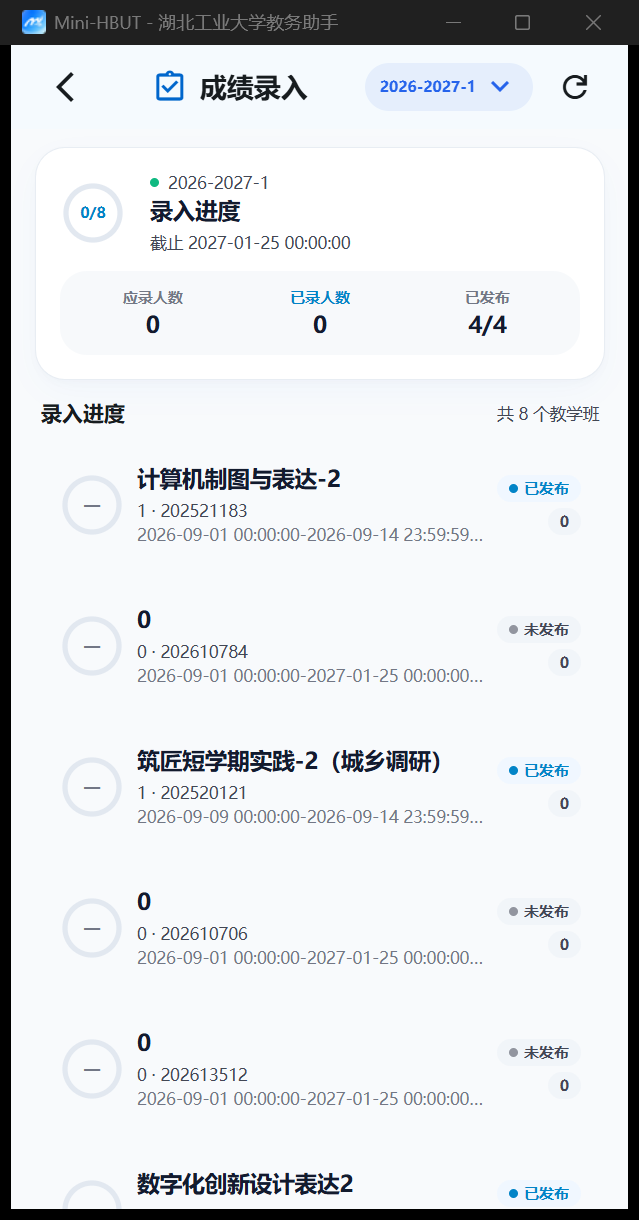 Mini-HBUT - 湖北工业大学教务助手
成绩录入
2026-2027-1
0/8
2026-2027-1
录入进度
截止 2027-01-25 00:00:00
应录人数
已录人数
已发布
0
0
4/4
录入进度
共 8 个教学班
计算机制图与表达-2
已发布
1 · 202521183
0
2026-09-01 00:00:00-2026-09-14 23:59:59...
0
未发布
0 · 202610784
0
2026-09-01 00:00:00-2027-01-25 00:00:00...
筑匠短学期实践-2（城乡调研）
已发布
1 · 202520121
0
2026-09-09 00:00:00-2026-09-14 23:59:59...
0
未发布
0 · 202610706
0
2026-09-01 00:00:00-2027-01-25 00:00:00...
0
未发布
0 · 202613512
0
2026-09-01 00:00:00-2027-01-25 00:00:00...
数字化创新设计表达2
已发布